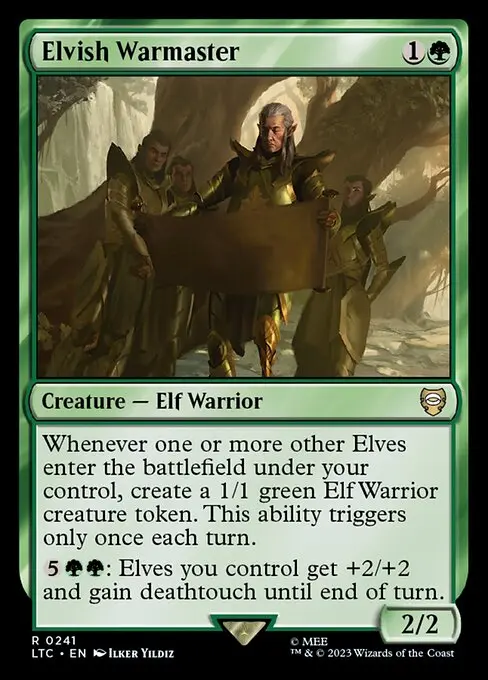 Elvish Warmaster 1
Creature — Elf Warrior
Whenever one or more other Elves
enter the battlefield under your
control, create a 1/1 green Elf Warrior
creature token. This ability triggers
only once each turn.
5: Elves you control get +2/+2
and gain deathtouch until end of turn.
2/2
R 0241
LTC • EN Ilker Yildiz
© MEE
™ & © 2023 Wizards of the Coast